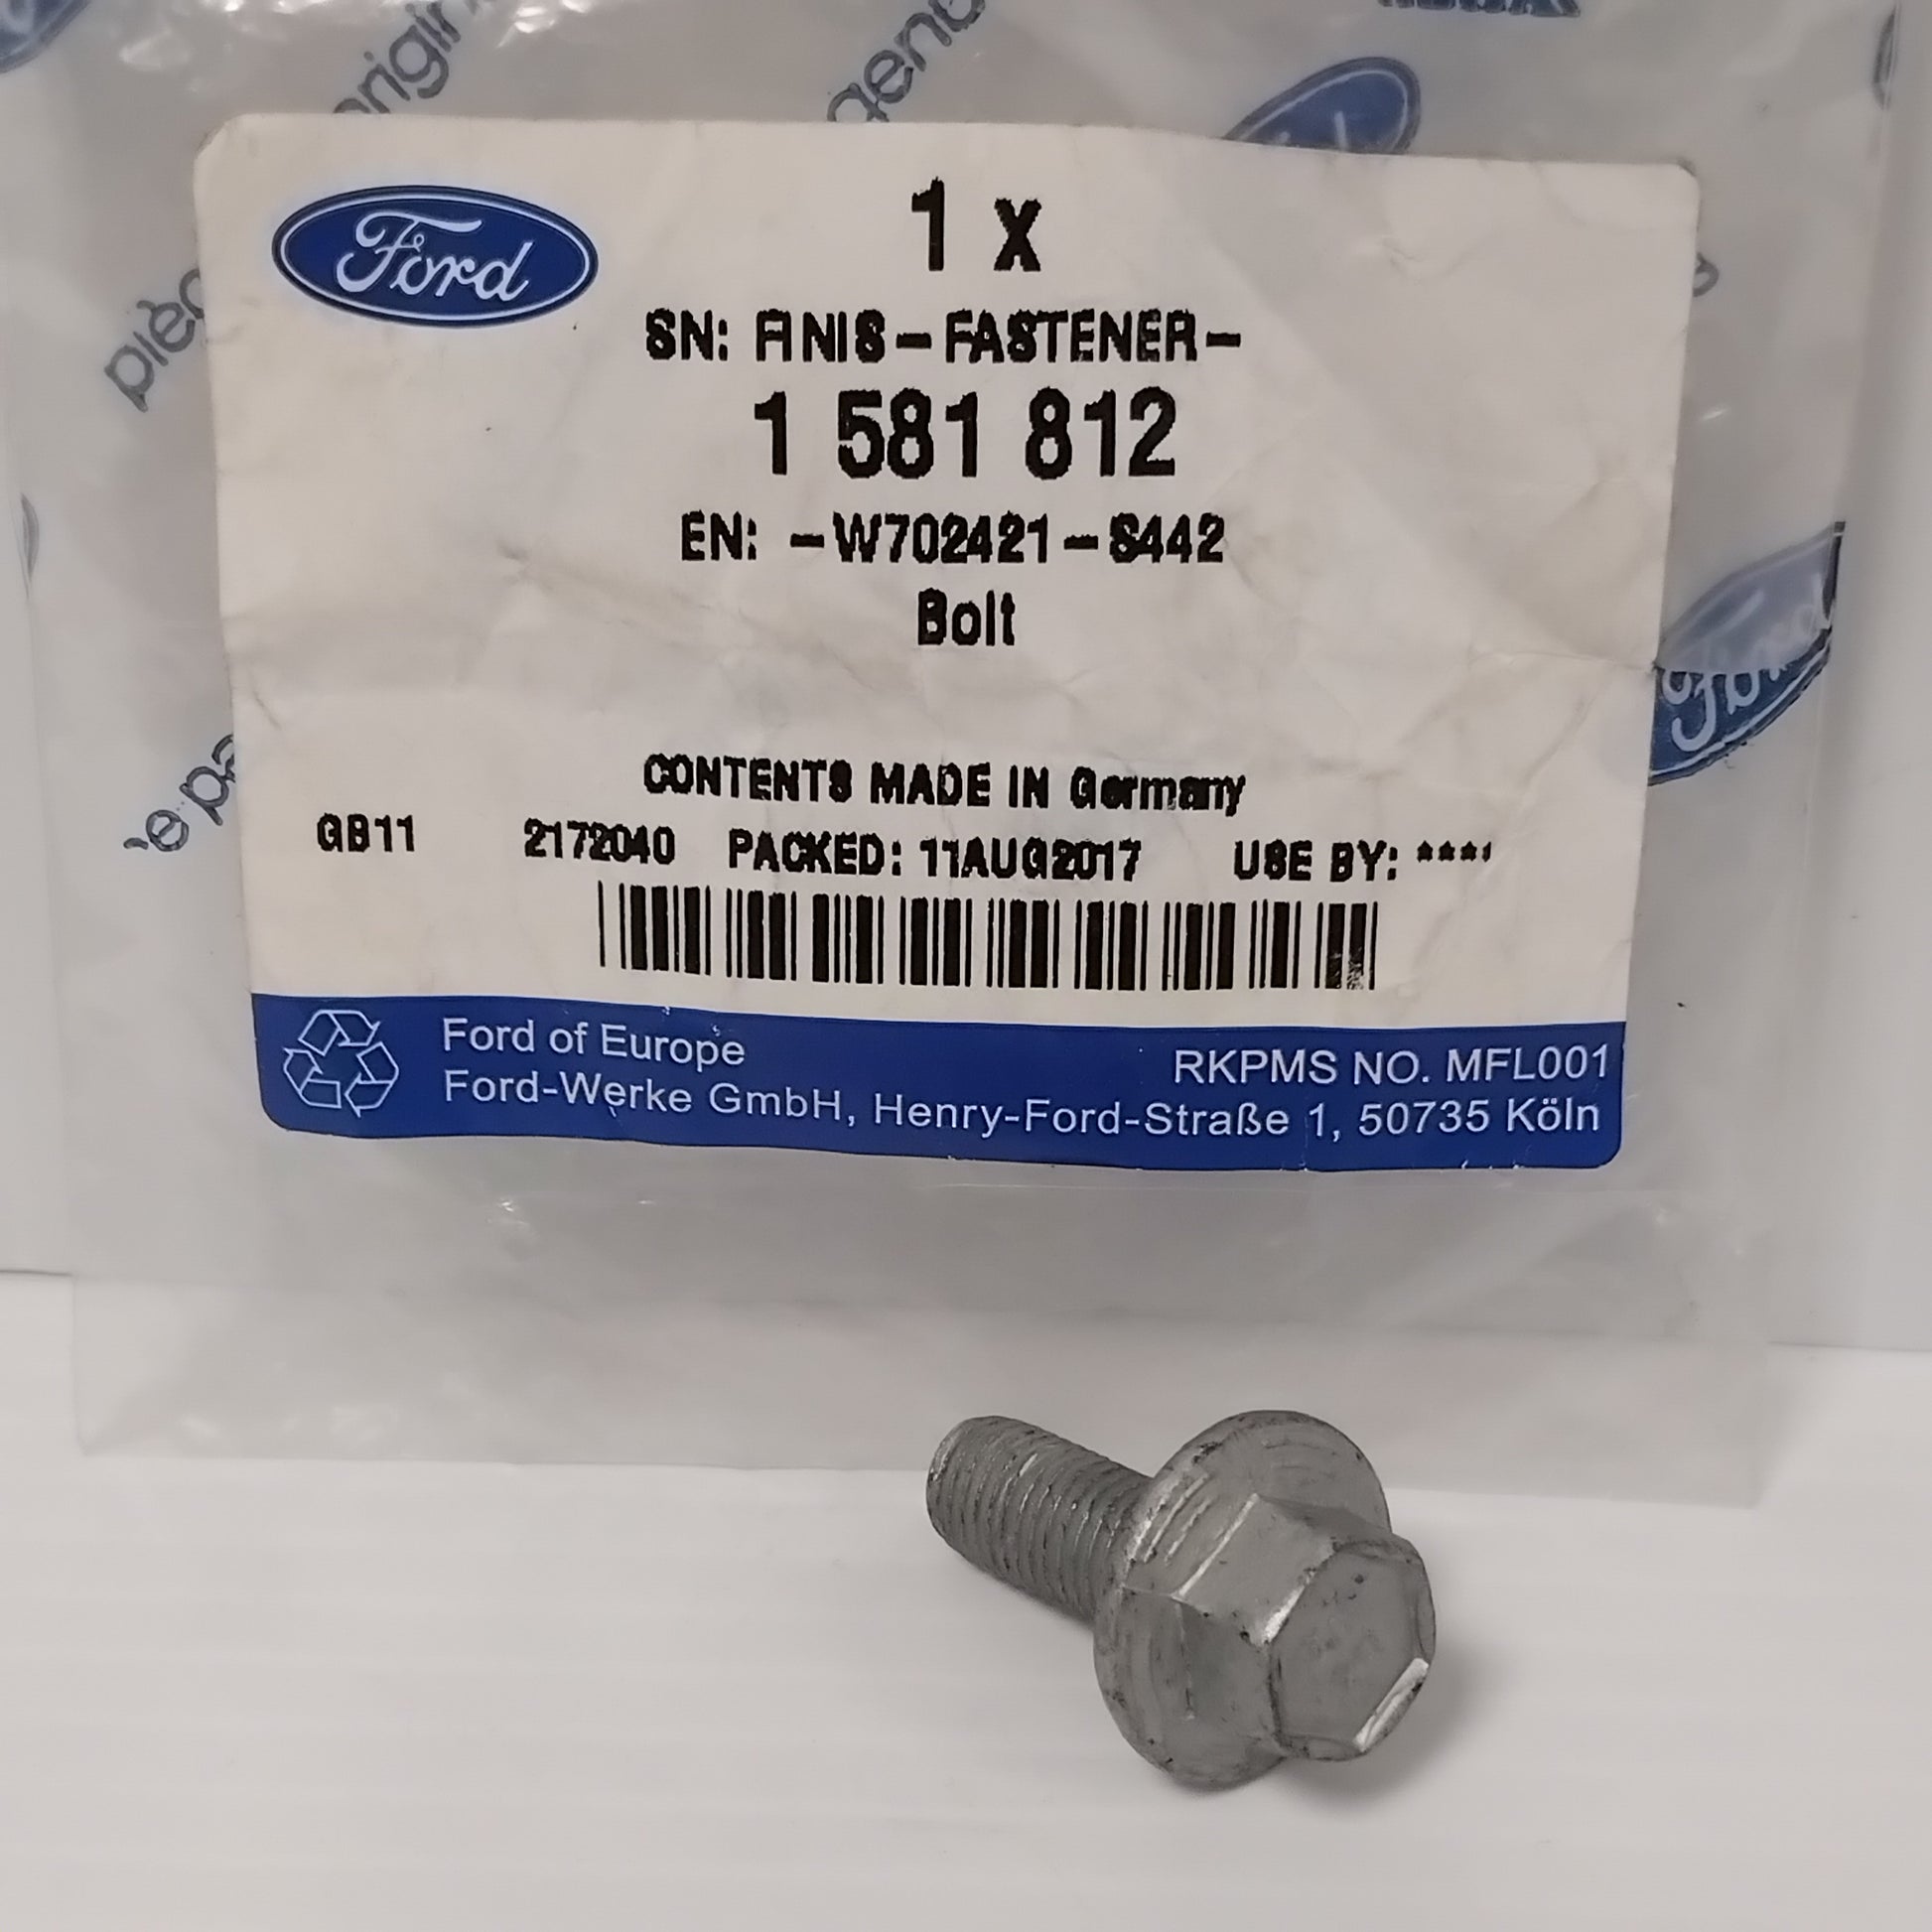 Ford
1 x
SN: FINIS-FASTENER-
1 581 812
EN: -W702421-S442
Bolt
CONTENTS MADE IN Germany
GB11 2172040 PACKED: 11AUG2017 USE BY: ****
Ford of Europe
RKPMS NO. MFL001
Ford-Werke GmbH, Henry-Ford-Straße 1, 50735 Köln
Ford